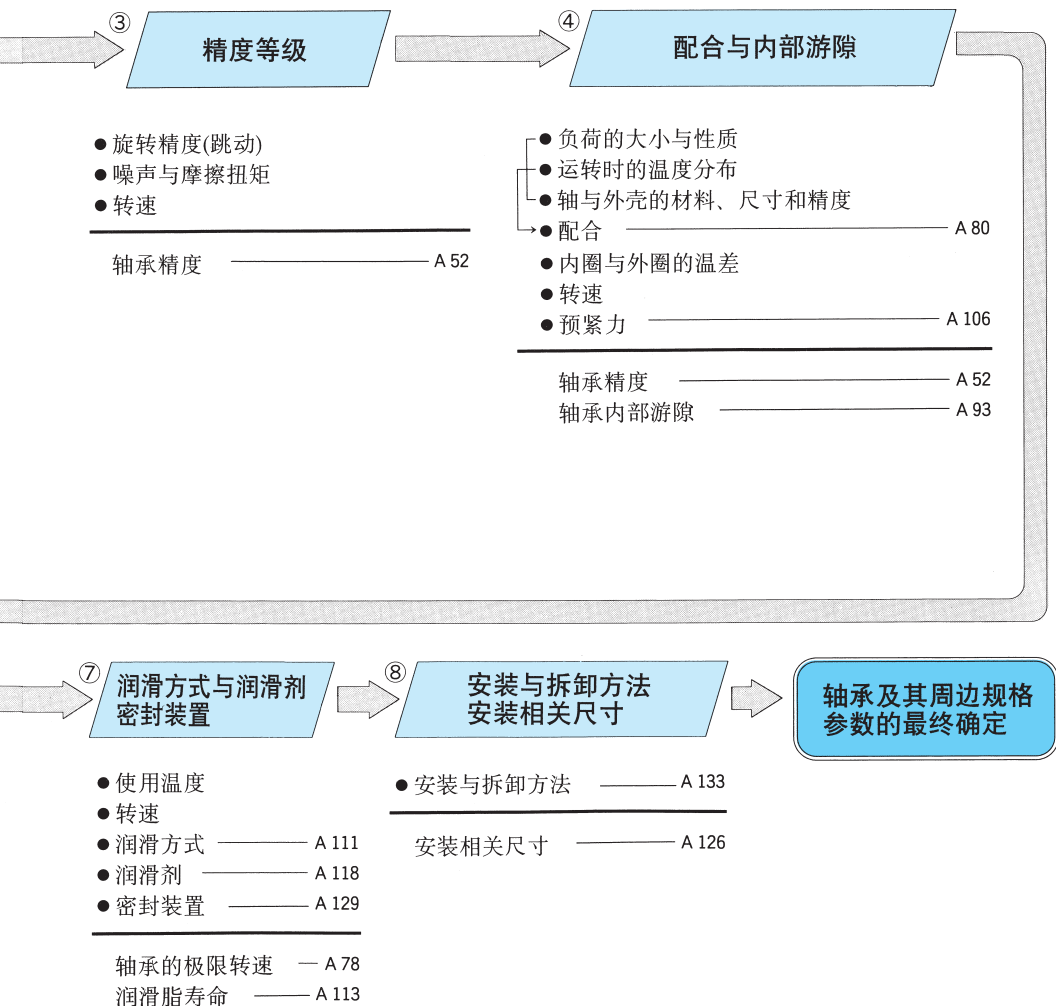 ③
精度等级
●旋转精度(跳动)
●噪声与摩擦扭矩
●转速
轴承精度 A 52
④
配合与内部游隙
●负荷的大小与性质
●运转时的温度分布
●轴与外壳的材料、尺寸和精度
●配合 A 80
●内圈与外圈的温差
●转速
●预紧力 A 106
轴承精度 A 52
轴承内部游隙 A 93
⑦
润滑方式与润滑剂
密封装置
●使用温度
●转速
●润滑方式 A 111
●润滑剂 A 118
●密封装置 A 129
轴承的极限转速 A 78
润滑脂寿命 A 113
⑧
安装与拆卸方法
安装相关尺寸
●安装与拆卸方法 A 133
安装相关尺寸 A 126
轴承及其周边规格
参数的最终确定